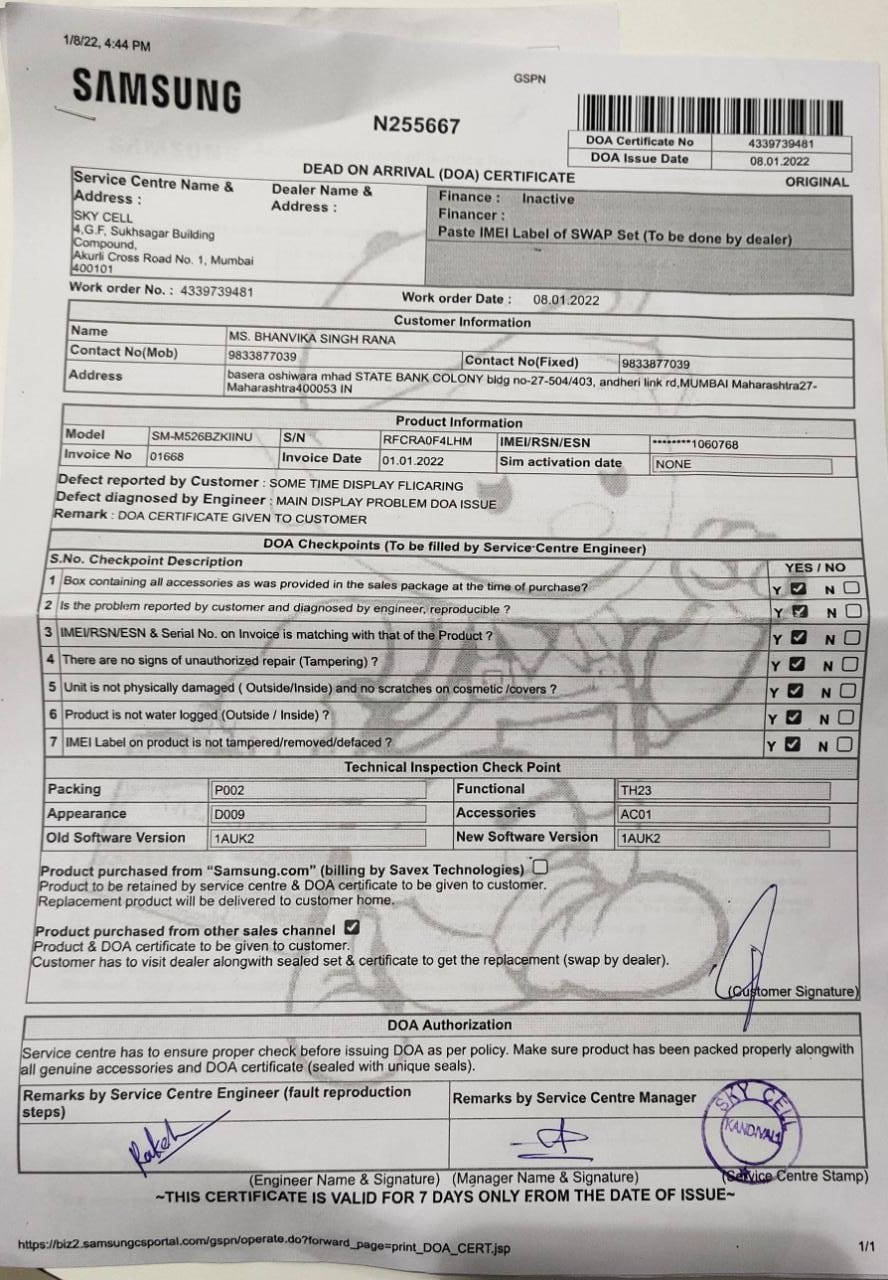 1/8/22, 4:44 PM
GSPN
SAMSUNG
N255667
DOA Certificate No 4339739481
DOA Issue Date 08.01.2022
DEAD ON ARRIVAL (DOA) CERTIFICATE
ORIGINAL
Service Centre Name &
Address :
SKY CELL
4,G.F, Sukhsagar Building
Compound,
Akurli Cross Road No. 1, Mumbai
400101
Dealer Name &
Address :
Finance : Inactive
Financer :
Paste IMEI Label of SWAP Set (To be done by dealer)
Work order No. : 4339739481
Work order Date : 08.01.2022
Customer Information
Name MS. BHANVIKA SINGH RANA
Contact No(Mob) 9833877039 Contact No(Fixed) 9833877039
Address basera oshiwara mhad STATE BANK COLONY bldg no-27-504/403, andheri link rd,MUMBAI Maharashtra27-
Maharashtra400053 IN
Product Information
Model SM-M526BZKIINU S/N RFCRA0F4LHM IMEI/RSN/ESN ********1060768
Invoice No 01668 Invoice Date 01.01.2022 Sim activation date NONE
Defect reported by Customer : SOME TIME DISPLAY FLICARING
Defect diagnosed by Engineer : MAIN DISPLAY PROBLEM DOA ISSUE
Remark : DOA CERTIFICATE GIVEN TO CUSTOMER
DOA Checkpoints (To be filled by Service Centre Engineer)
S.No. Checkpoint Description YES / NO
1 Box containing all accessories as was provided in the sales package at the time of purchase? Y N
2 Is the problem reported by customer and diagnosed by engineer, reproducible ? Y N
3 IMEI/RSN/ESN & Serial No. on Invoice is matching with that of the Product ? Y N
4 There are no signs of unauthorized repair (Tampering) ? Y N
5 Unit is not physically damaged ( Outside/Inside) and no scratches on cosmetic /covers ? Y N
6 Product is not water logged (Outside / Inside) ? Y N
7 IMEI Label on product is not tampered/removed/defaced ? Y N
Technical Inspection Check Point
Packing P002 Functional TH23
Appearance D009 Accessories AC01
Old Software Version 1AUK2 New Software Version 1AUK2
Product purchased from "Samsung.com" (billing by Savex Technologies)
Product to be retained by service centre & DOA certificate to be given to customer.
Replacement product will be delivered to customer home.
Product purchased from other sales channel
Product & DOA certificate to be given to customer.
Customer has to visit dealer alongwith sealed set & certificate to get the replacement (swap by dealer).
(Customer Signature)
DOA Authorization
Service centre has to ensure proper check before issuing DOA as per policy. Make sure product has been packed properly alongwith
all genuine accessories and DOA certificate (sealed with unique seals).
Remarks by Service Centre Engineer (fault reproduction
steps)
Remarks by Service Centre Manager
SKY CELL
KANDIVALI
(Engineer Name & Signature) (Manager Name & Signature) (Service Centre Stamp)
~THIS CERTIFICATE IS VALID FOR 7 DAYS ONLY FROM THE DATE OF ISSUE~
https://biz2.samsungcsportal.com/gspn/operate.do?forward_page=print_DOA_CERT.jsp
1/1